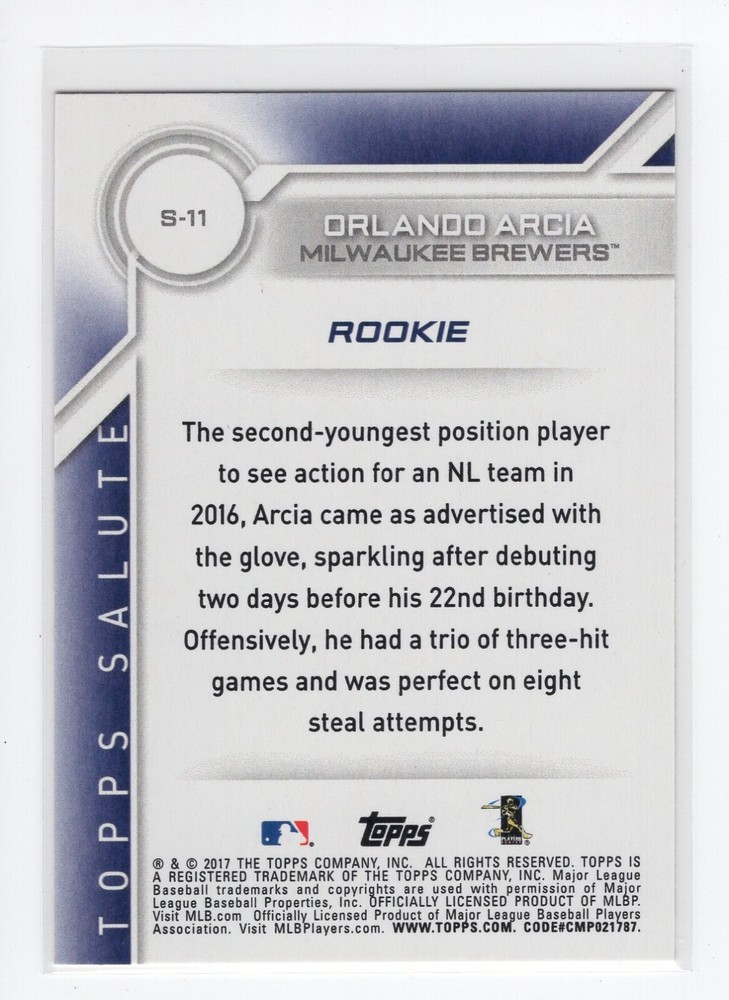 S-11
ORLANDO ARCIA
MILWAUKEE BREWERS™
ROOKIE
The second-youngest position player
to see action for an NL team in
2016, Arcia came as advertised with
the glove, sparkling after debuting
two days before his 22nd birthday.
Offensively, he had a trio of three-hit
games and was perfect on eight
steal attempts.
TOPPS SALUTE
topps®
® & © 2017 THE TOPPS COMPANY, INC. ALL RIGHTS RESERVED. TOPPS IS
A REGISTERED TRADEMARK OF THE TOPPS COMPANY, INC. Major League
Baseball trademarks and copyrights are used with permission of Major
League Baseball Properties, Inc. OFFICIALLY LICENSED PRODUCT OF MLBP.
Visit MLB.com Officially Licensed Product of Major League Baseball Players
Association. Visit MLBPlayers.com. WWW.TOPPS.COM. CODE#CMP021787.